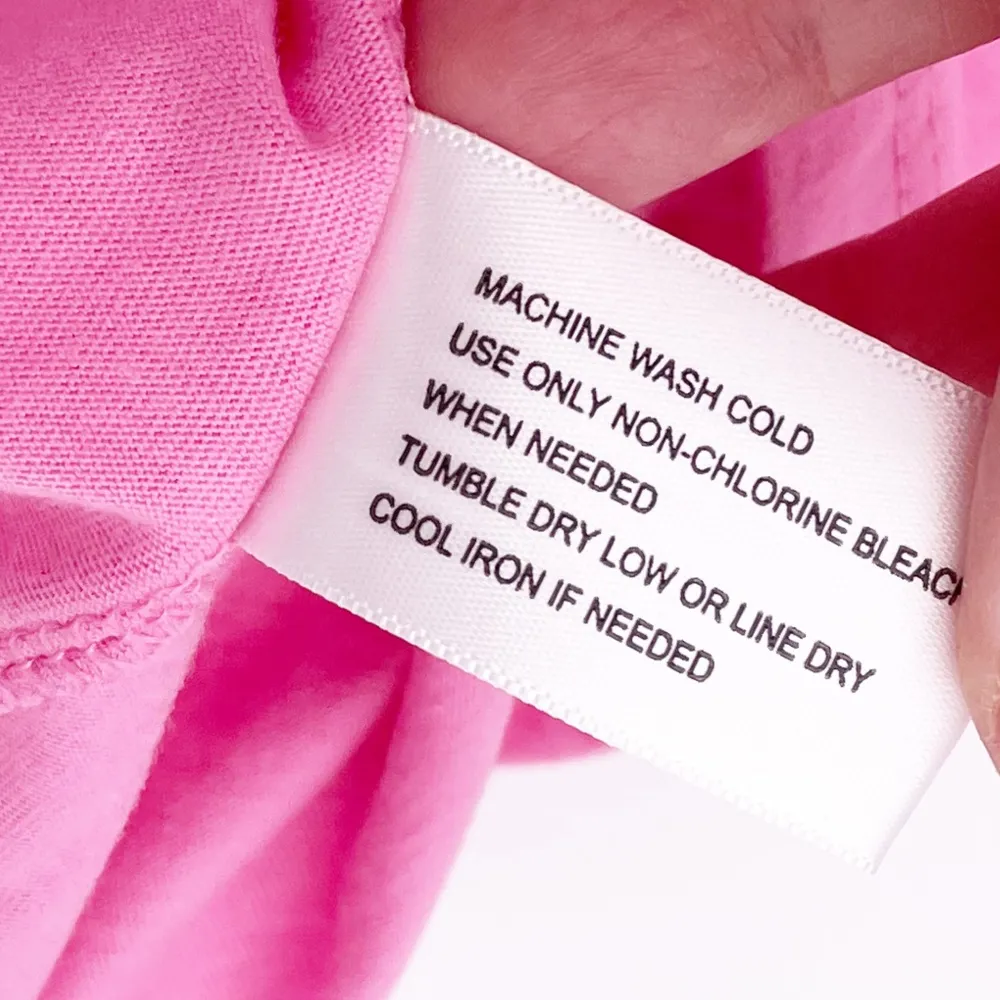 MACHINE WASH COLD
USE ONLY NON-CHLORINE BLEACH
WHEN NEEDED
TUMBLE DRY LOW OR LINE DRY
COOL IRON IF NEEDED